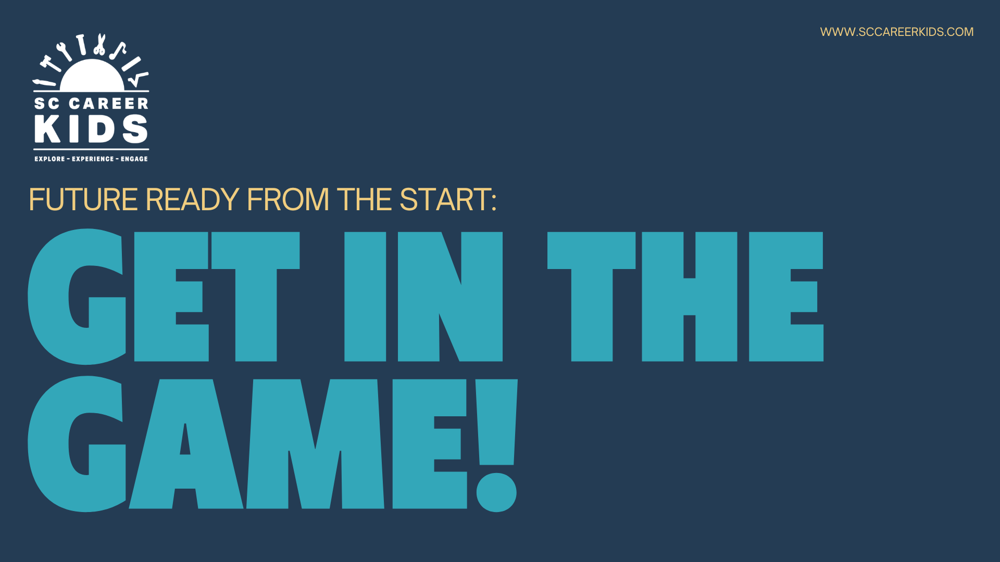 WWW.SCCAREERKIDS.COM
SC CAREER
KIDS
EXPLORE - EXPERIENCE - ENGAGE
FUTURE READY FROM THE START:
GET IN THE
GAME!